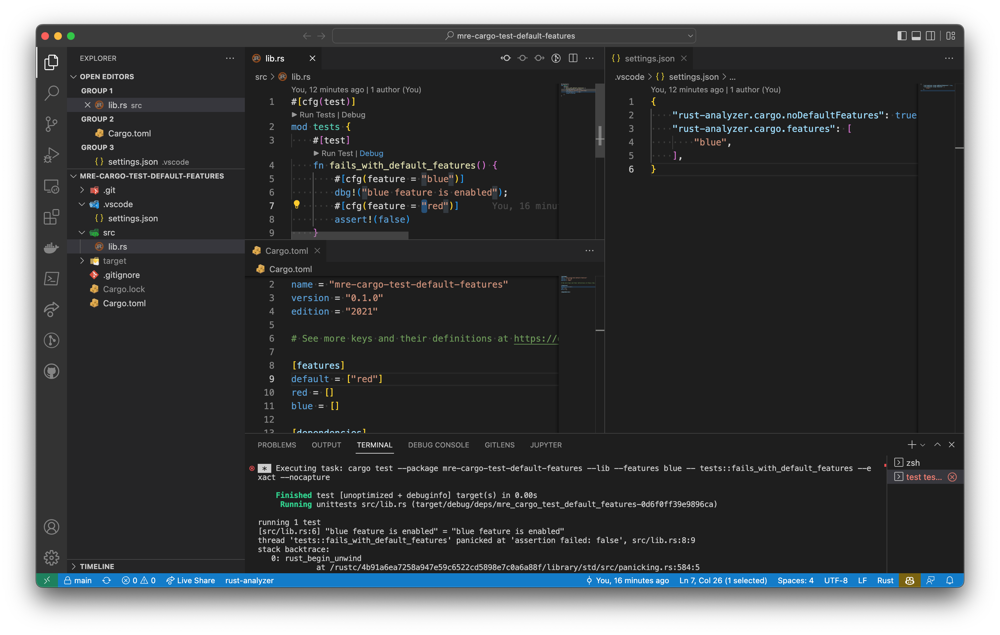 mre-cargo-test-default-features
EXPLORER
OPEN EDITORS
GROUP 1
lib.rs src
GROUP 2
Cargo.toml
GROUP 3
settings.json .vscode
MRE-CARGO-TEST-DEFAULT-FEATURES
.git
.vscode
settings.json
src
lib.rs
target
.gitignore
Cargo.lock
Cargo.toml
TIMELINE
lib.rs
src > lib.rs
You, 12 minutes ago | 1 author (You)
1 #[cfg(test)]
Run Tests | Debug
2 mod tests {
3 #[test]
Run Test | Debug
4 fn fails_with_default_features() {
5 #[cfg(feature = "blue")]
6 dbg!("blue feature is enabled");
7 #[cfg(feature = "red")] You, 16 minu
8 assert!(false)
9 }
Cargo.toml
Cargo.toml
2 name = "mre-cargo-test-default-features"
3 version = "0.1.0"
4 edition = "2021"
5
6 # See more keys and their definitions at https://
7
8 [features]
9 default = ["red"]
10 red = []
11 blue = []
12
13 [dependencies]
settings.json
.vscode > {} settings.json > ...
You, 12 minutes ago | 1 author (You)
1 {
2 "rust-analyzer.cargo.noDefaultFeatures": true
3 "rust-analyzer.cargo.features": [
4 "blue",
5 ],
6 }
PROBLEMS OUTPUT TERMINAL DEBUG CONSOLE GITLENS JUPYTER
* Executing task: cargo test --package mre-cargo-test-default-features --lib --features blue -- tests::fails_with_default_features --e
xact --nocapture
Finished test [unoptimized + debuginfo] target(s) in 0.00s
Running unittests src/lib.rs (target/debug/deps/mre_cargo_test_default_features-0d6f0ff39e9896ca)
running 1 test
[src/lib.rs:6] "blue feature is enabled" = "blue feature is enabled"
thread 'tests::fails_with_default_features' panicked at 'assertion failed: false', src/lib.rs:8:9
stack backtrace:
0: rust_begin_unwind
at /rustc/4b91a6ea7258a947e59c6522cd5898e7c0a6a88f/library/std/src/panicking.rs:584:5
zsh
test tes...
main 0 0 Live Share rust-analyzer You, 16 minutes ago Ln 7, Col 26 (1 selected) Spaces: 4 UTF-8 LF Rust